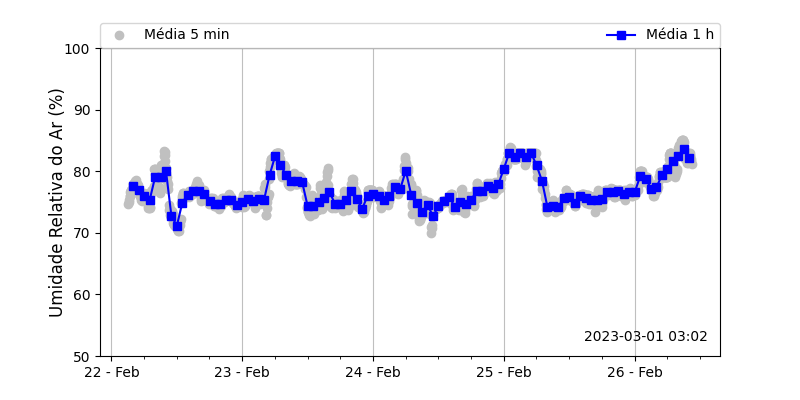 Média 5 min Média 1 h
100
90
80
70
60
50
Umidade Relativa do Ar (%)
2023-03-01 03:02
22 - Feb 23 - Feb 24 - Feb 25 - Feb 26 - Feb